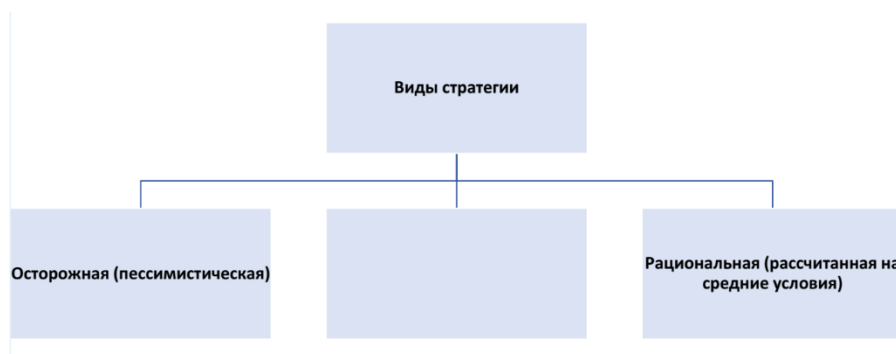 Виды стратегии
Осторожная (пессимистическая)
Рациональная (рассчитанная на
средние условия)